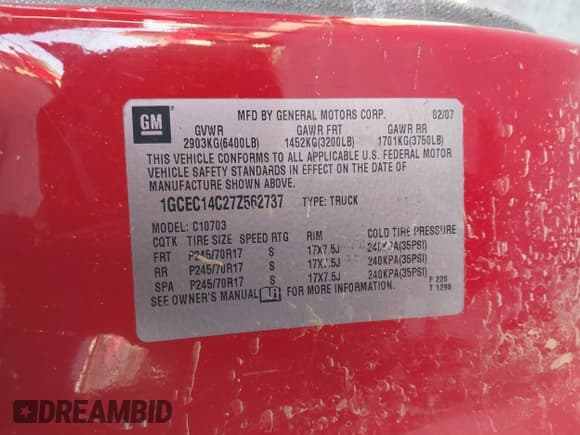 GM
MFD BY GENERAL MOTORS CORP. 02/07
GVWR GAWR FRT GAWR RR
2903KG(6400LB) 1452KG(3200LB) 1701KG(3750LB)
THIS VEHICLE CONFORMS TO ALL APPLICABLE U.S. FEDERAL MOTOR
VEHICLE SAFETY STANDARDS IN EFFECT ON THE DATE OF
MANUFACTURE SHOWN ABOVE.
1GCEC14C27Z562737 TYPE: TRUCK
MODEL: C10703
CQTK TIRE SIZE SPEED RTG RIM COLD TIRE PRESSURE
FRT P245/70R17 S 17X7.5J 240KPA(35PSI)
RR P245/70R17 S 17X7.5J 240KPA(35PSI)
SPA P245/70R17 S 17X7.5J 240KPA(35PSI)
SEE OWNER'S MANUAL FOR MORE INFORMATION. F 220
T 1290
DREAMBID